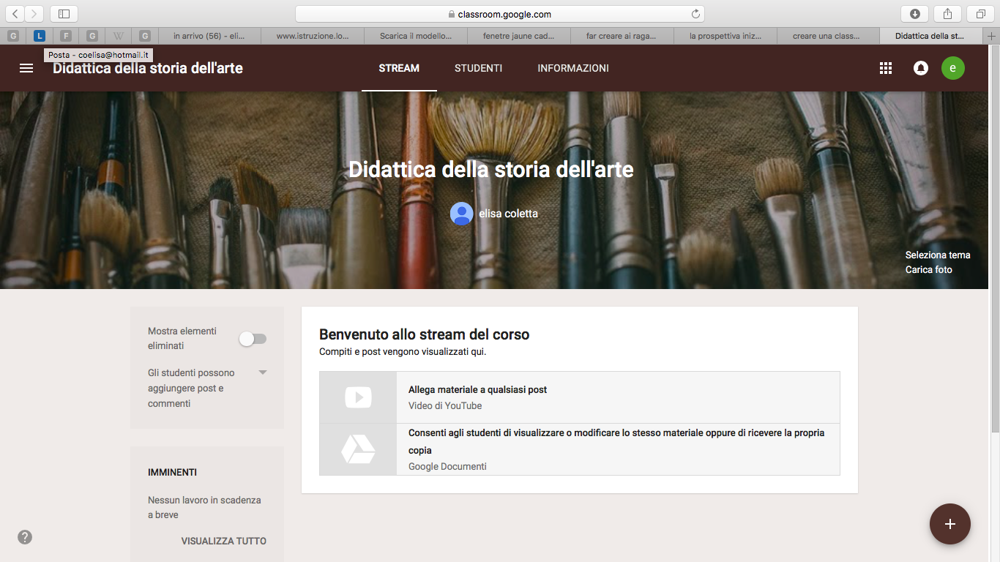 classroom.google.com
G L F G W G in arrivo (56) – eli... www.istruzione.lo... Scarica il modello... fenetre jaune cad... far creare ai raga... la prospettiva iniz... creare una class... Didattica della st...
Posta - coelisa@hotmail.it
Didattica della storia dell'arte STREAM STUDENTI INFORMAZIONI e
Didattica della storia dell'arte
elisa coletta
Seleziona tema
Carica foto
Mostra elementi
eliminati
Gli studenti possono
aggiungere post e
commenti
IMMINENTI
Nessun lavoro in scadenza
a breve
VISUALIZZA TUTTO
Benvenuto allo stream del corso
Compiti e post vengono visualizzati qui.
Allega materiale a qualsiasi post
Video di YouTube
Consenti agli studenti di visualizzare o modificare lo stesso materiale oppure di ricevere la propria
copia
Google Documenti